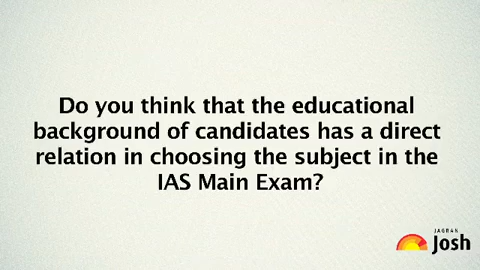 Do you think that the educational
background of candidates has a direct
relation in choosing the subject in the
IAS Main Exam?
JAGRAN
Josh